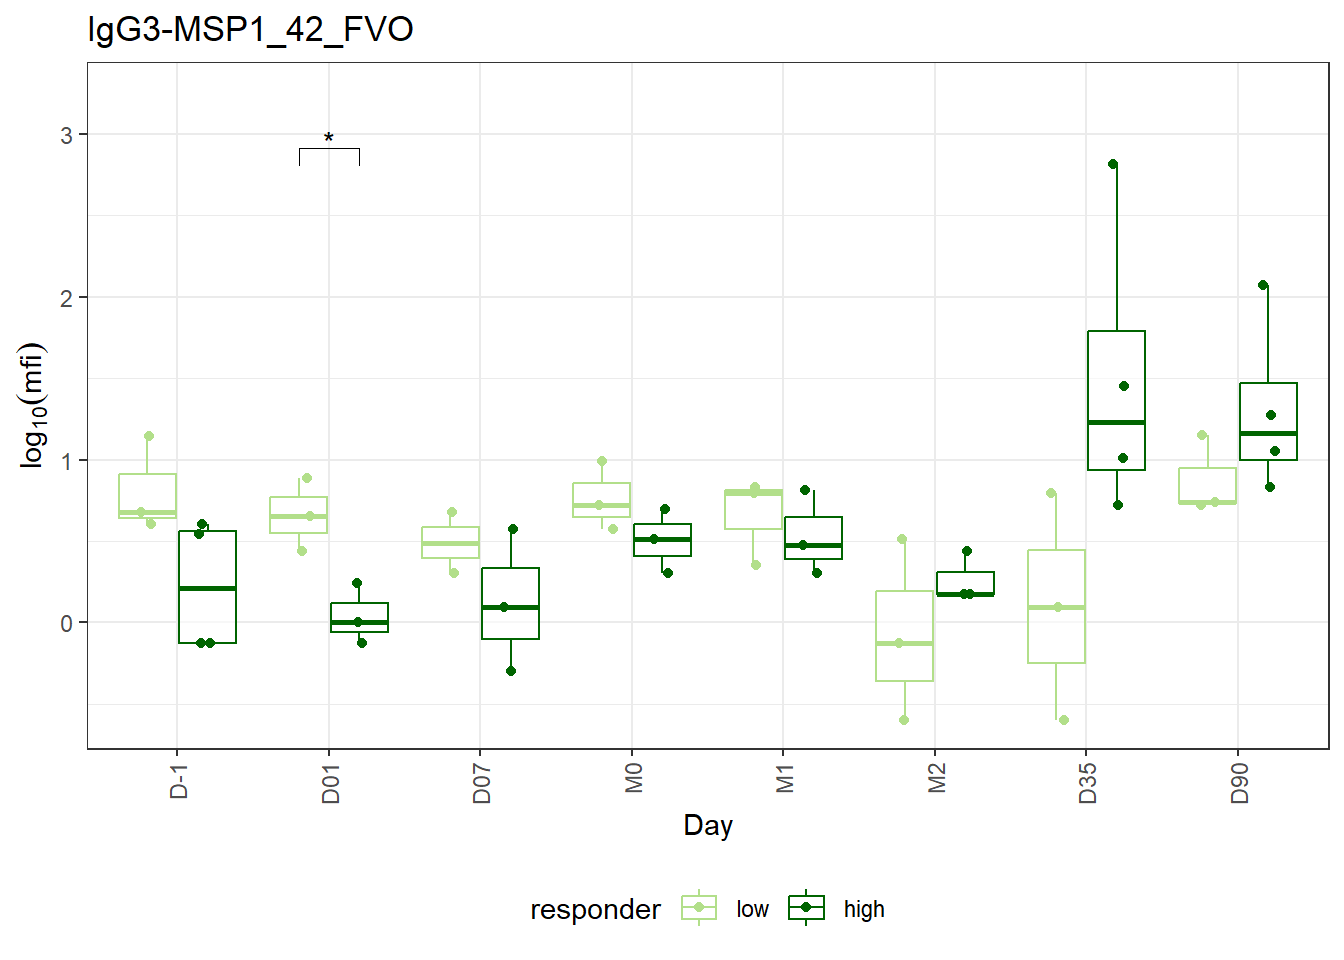 IgG3-MSP1_42_FVO
3
2
1
0
*
log10(mfi)
D-1
D01
D07
M0
M1
M2
D35
D90
Day
responder low high